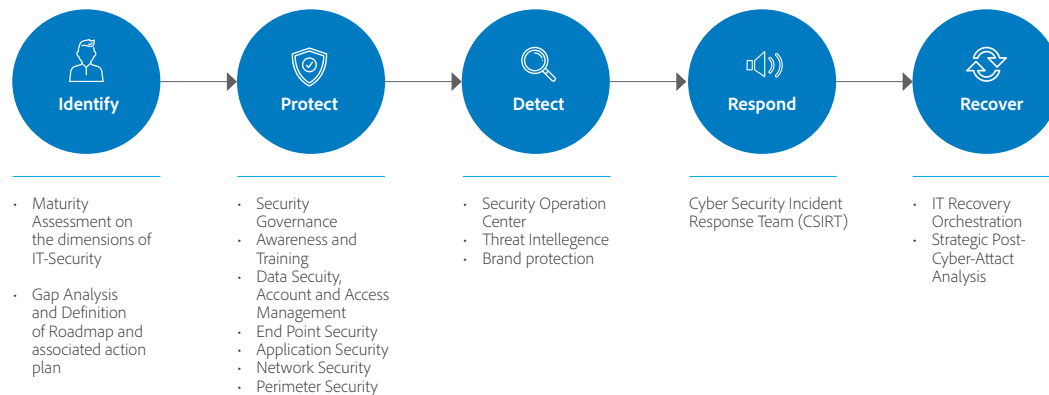 Identify
Protect
Detect
Respond
Recover
• Maturity
Assessment on
the dimensions of
IT-Security
• Gap Analysis
and Definition
of Roadmap and
associated action
plan
• Security
Governance
• Awareness and
Training
• Data Secuity,
Account and Access
Management
• End Point Security
• Application Security
• Network Security
• Perimeter Security
• Security Operation
Center
• Threat Intellegence
• Brand protection
Cyber Security Incident
Response Team (CSIRT)
• IT Recovery
Orchestration
• Strategic Post-
Cyber-Attact
Analysis